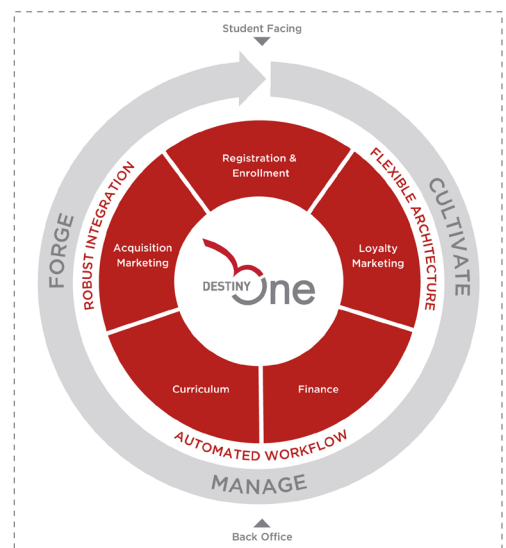 Student Facing
FORGE
CULTIVATE
ROBUST INTEGRATION
FLEXIBLE ARCHITECTURE
Registration &
Enrollment
Acquisition
Marketing
Loyalty
Marketing
DESTINY
One
Curriculum
Finance
AUTOMATED WORKFLOW
MANAGE
Back Office